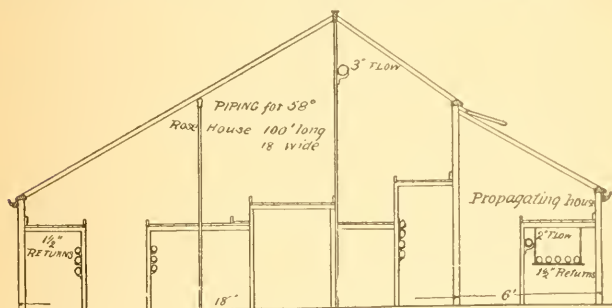 3" FLOW
PIPING for 58°
Rose House 100' long
18 wide
Propagating house
1½"
RETURNS
2" FLOW
1½" Returns
18'
6'